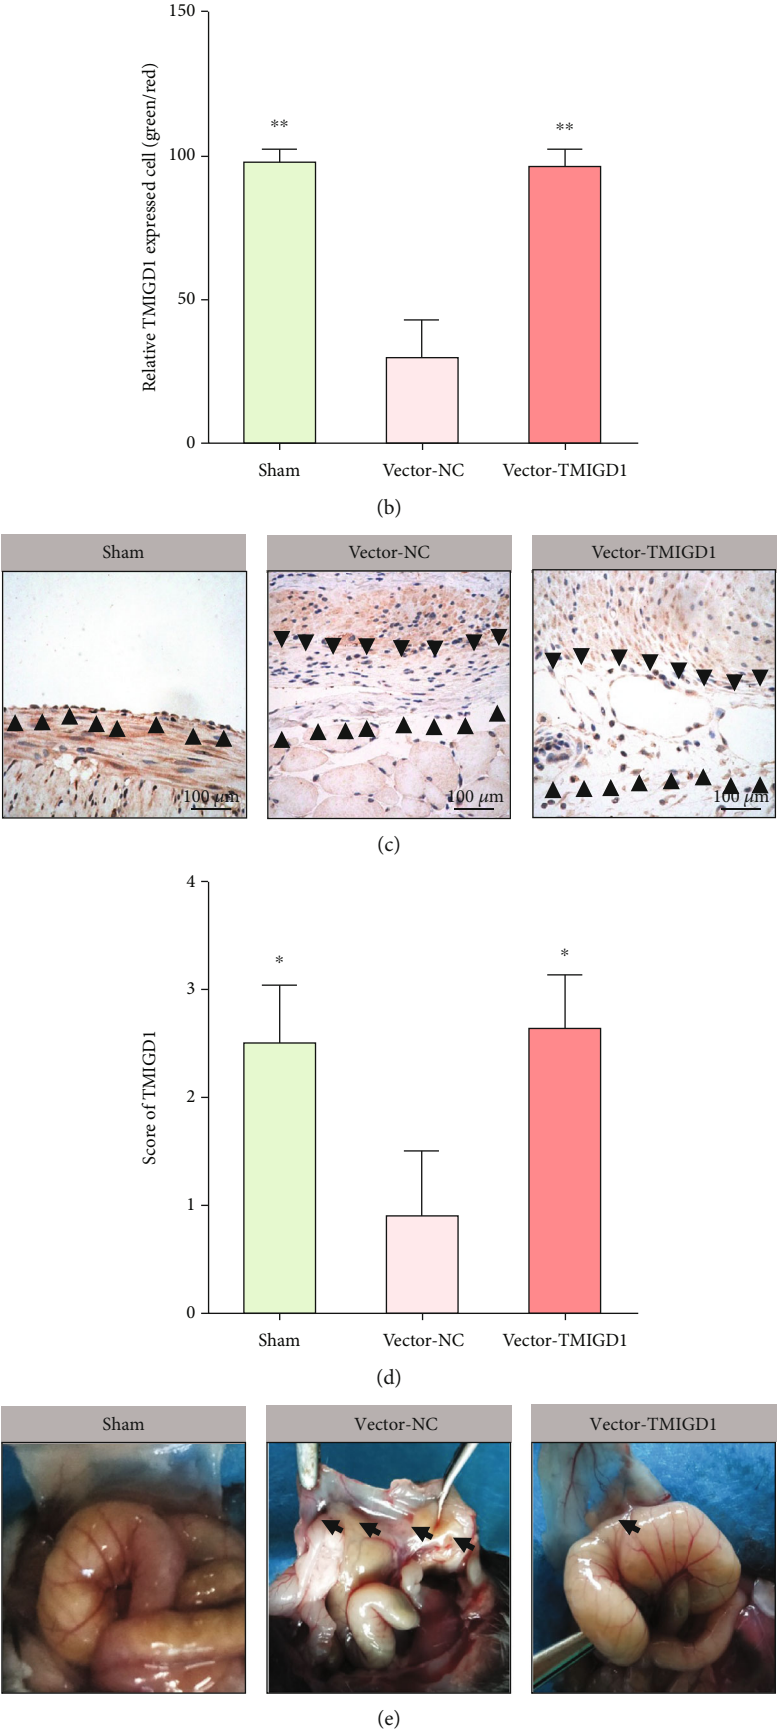 150
100
50
0
Relative TMIGD1 expressed cell (green/red)
**
**
Sham
Vector-NC
Vector-TMIGD1
(b)
Sham
Vector-NC
Vector-TMIGD1
100 μm
100 μm
100 μm
(c)
4
3
2
1
0
Score of TMIGD1
*
*
Sham
Vector-NC
Vector-TMIGD1
(d)
Sham
Vector-NC
Vector-TMIGD1
(e)